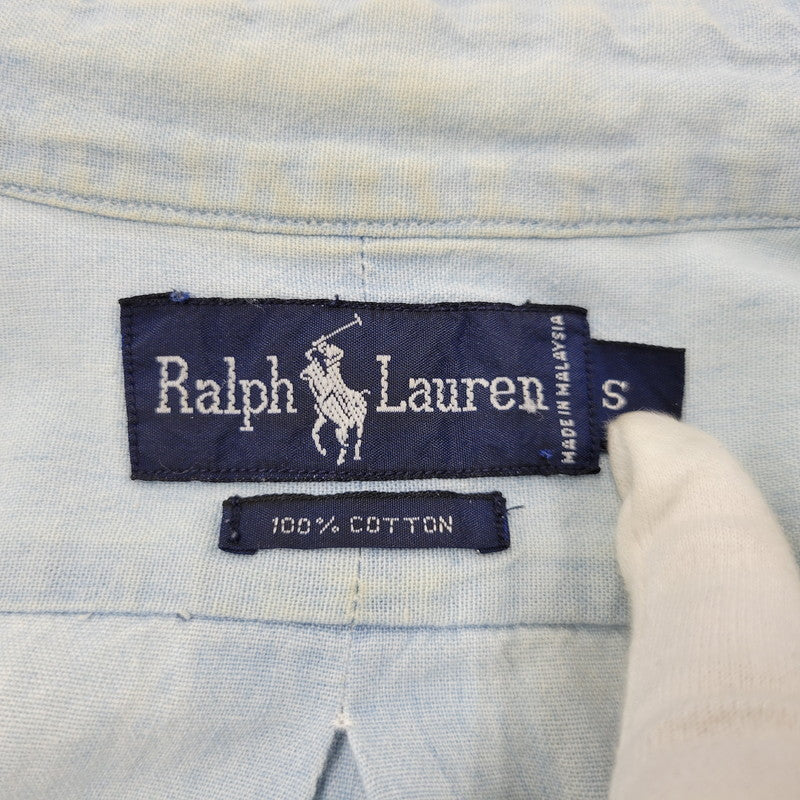 Ralph Lauren
MADE IN MALAYSIA
S
100% COTTON